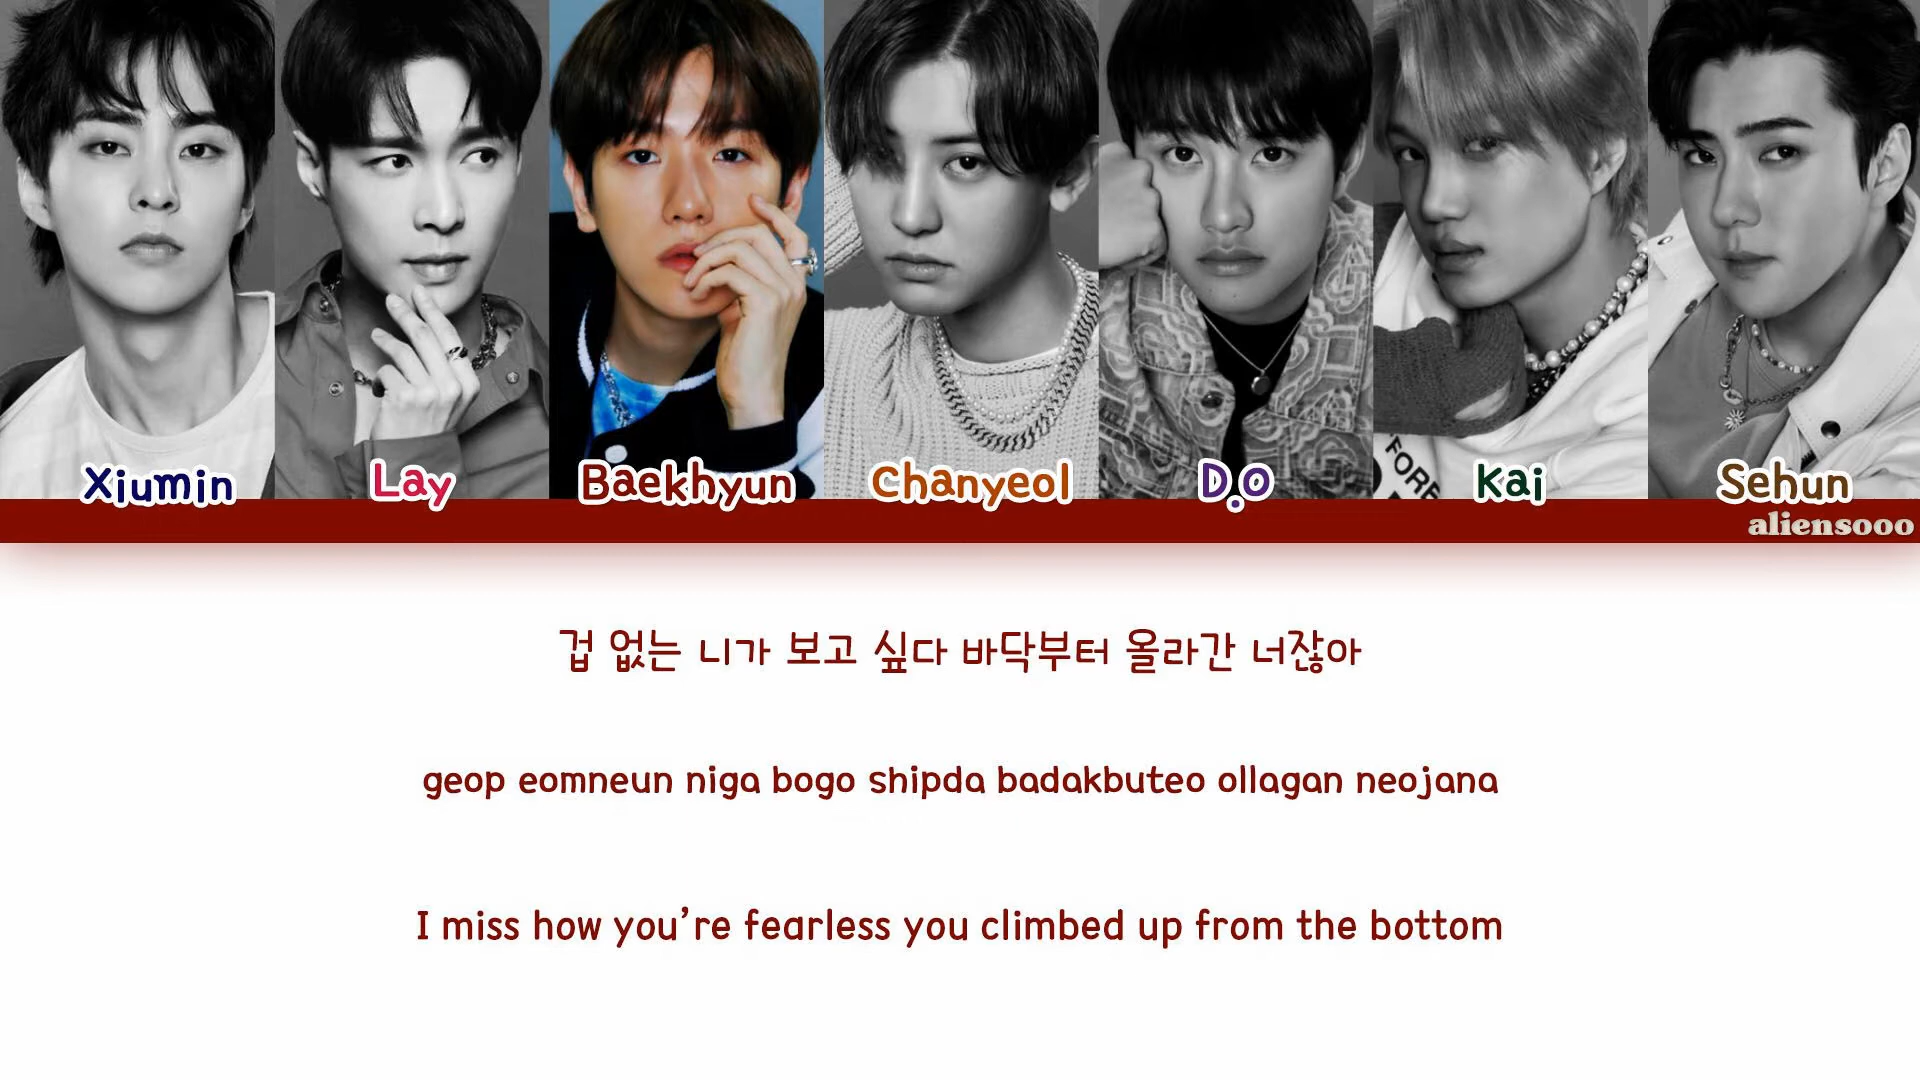 FORE
Xiumin Lay Baekhyun Chanyeol D.O Kai Sehun
aliensooo
겁 없는 니가 보고 싶다 바닥부터 올라간 너잖아
geop eomneun niga bogo shipda badakbuteo ollagan neojana
I miss how you're fearless you climbed up from the bottom